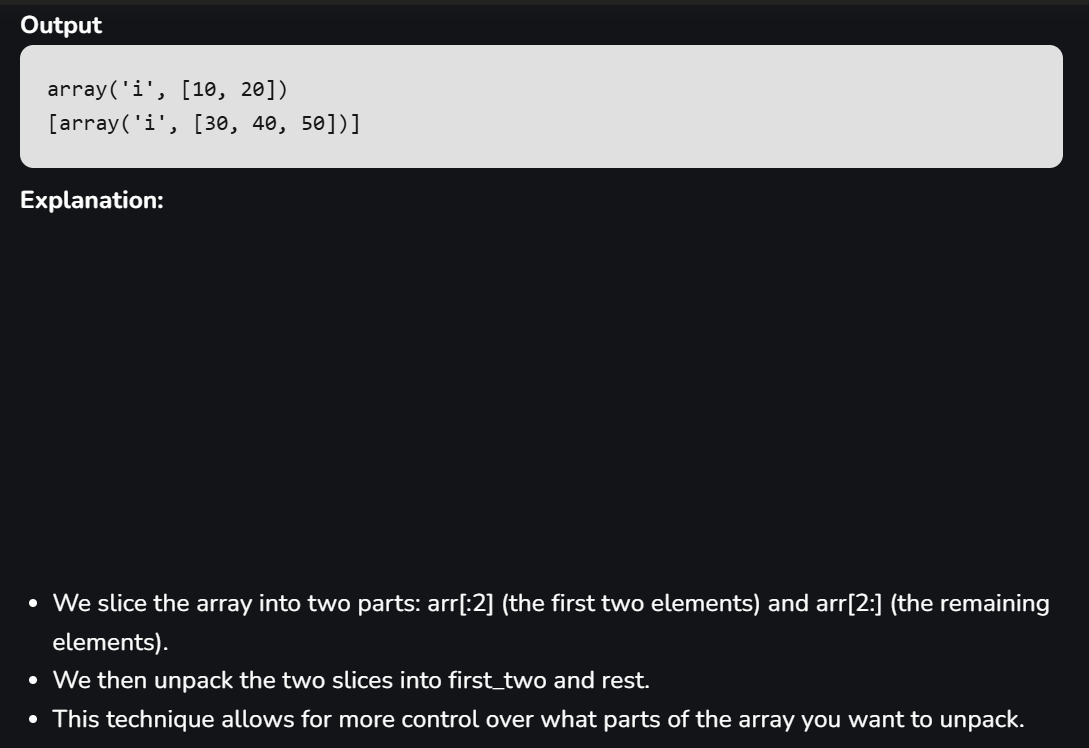 Output
array('i', [10, 20])
[array('i', [30, 40, 50])]
Explanation:
We slice the array into two parts: arr[:2] (the first two elements) and arr[2:] (the remaining
elements).
We then unpack the two slices into first_two and rest.
This technique allows for more control over what parts of the array you want to unpack.